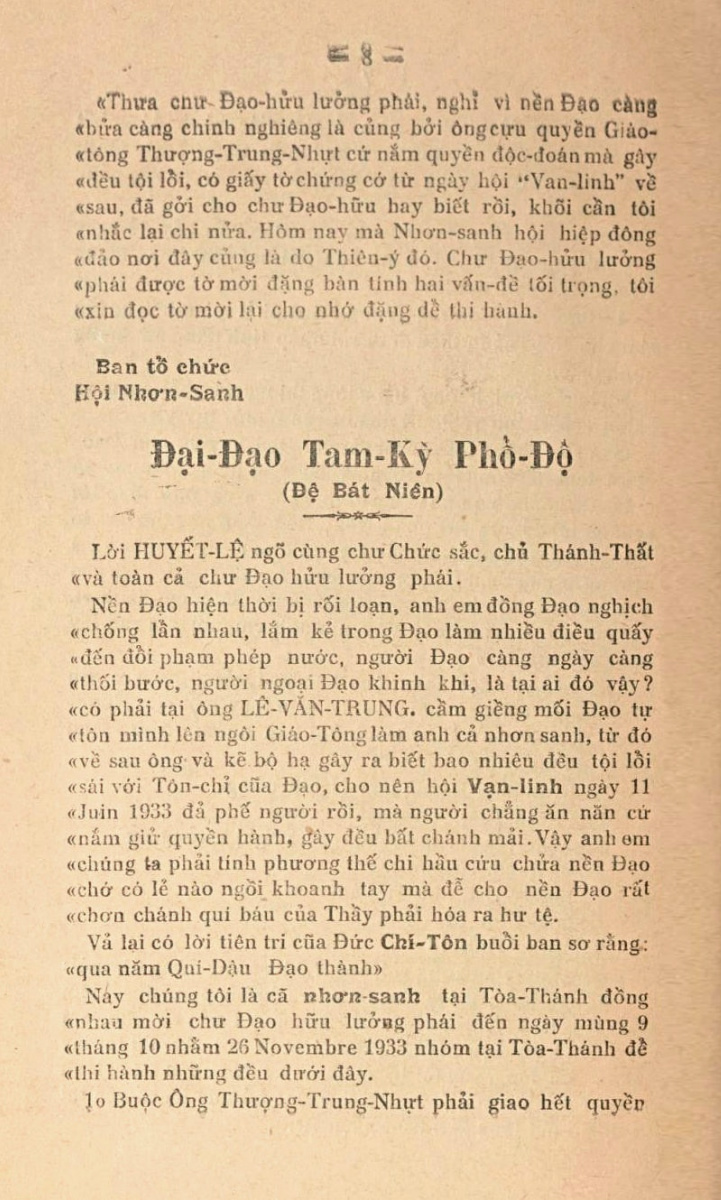 = 8 =
«Thưa chư Đạo-hửu lưởng phái, nghỉ vì nền Đạo càng
«bửa càng chinh nghiêng là củng bởi ông cựu quyền Giáo-
«tông Thượng-Trung-Nhựt cứ nắm quyền độc-đoán mà gây
«đều tội lồi, có giấy tờ chứng cớ từ ngày hội "Van-linh" về
«sau, đã gởi cho chư Đạo-hữu hay biết rồi, khỏi cần tôi
«nhắc lại chi nửa. Hôm nay mà Nhơn-sanh hội hiệp đông
«đảo nơi đây củng là do Thiên-ý đó. Chư Đạo-hửu lưởng
«phái được tờ mời đặng bàn tính hai vấn-đề tối trọng, tôi
«xin đọc tờ mời lại cho nhớ đặng dề thi hành.
Ban tổ chức
Hội Nhơn-Sanh
Đại-Đạo Tam-Kỳ Phổ-Độ
(Đệ Bát Niên)
Lời HUYẾT-LỆ ngõ cùng chư Chức sắc, chủ Thánh-Thất
«và toàn cả chư Đạo hửu lưởng phái.
Nền Đạo hiện thời bị rối loạn, anh em đồng Đạo nghịch
«chống lẫn nhau, lắm kẻ trong Đạo làm nhiều điều quấy
«đến đổi phạm phép nước, người Đạo càng ngày càng
«thối bước, người ngoại Đạo khinh khi, là tại ai đó vậy?
«có phải tại ông LÊ-VĂN-TRUNG. cầm giềng mối Đạo tự
«tôn mình lên ngôi Giáo-Tông làm anh cả nhơn sanh, từ đó
«về sau ông và kẽ bộ hạ gây ra biết bao nhiêu đều tội lồi
«sái với Tôn-chỉ cũa Đạo, cho nên hội Vạn-linh ngày 11
«Juin 1933 đả phế người rồi, mà người chẳng ăn năn cứ
«nắm giử quyền hành, gây đều bất chánh mải. Vậy anh em
«chúng ta phải tính phương thế chi hầu cứu chửa nền Đạo
«chớ có lẻ nào ngồi khoanh tay mà dễ cho nền Đạo rất
«chơn chánh quí báu của Thầy phải hóa ra hư tệ.
Vả lại có lời tiên tri cũa Đức Chí-Tôn buổi ban sơ rằng:
«qua năm Quí-Dậu Đạo thành»
Nay chúng tôi là cã nhơn-sanh tại Tòa-Thánh đồng
«nhau mời chư Đạo hữu lưởng phái đến ngày mùng 9
«tháng 10 nhằm 26 Novembre 1933 nhóm tại Tòa-Thánh để
«thi hành những đều dưới đây.
1o Buộc Ông Thượng-Trung-Nhựt phải giao hết quyền